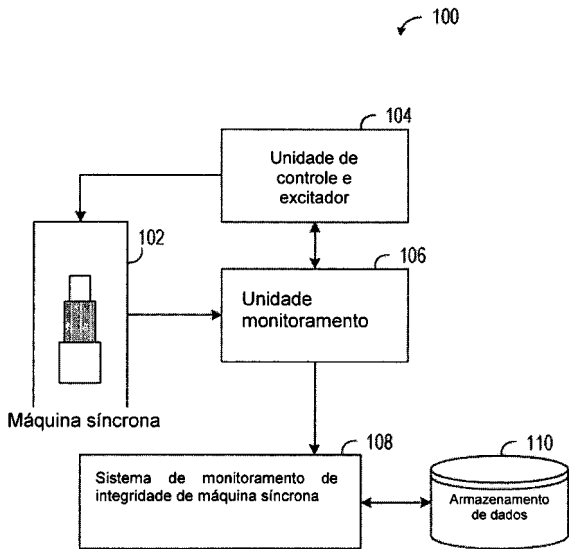 100
104
Unidade de
controle e
excitador
102
106
Unidade
monitoramento
Máquina síncrona
108
Sistema de monitoramento de
integridade de máquina síncrona
110
Armazenamento
de dados